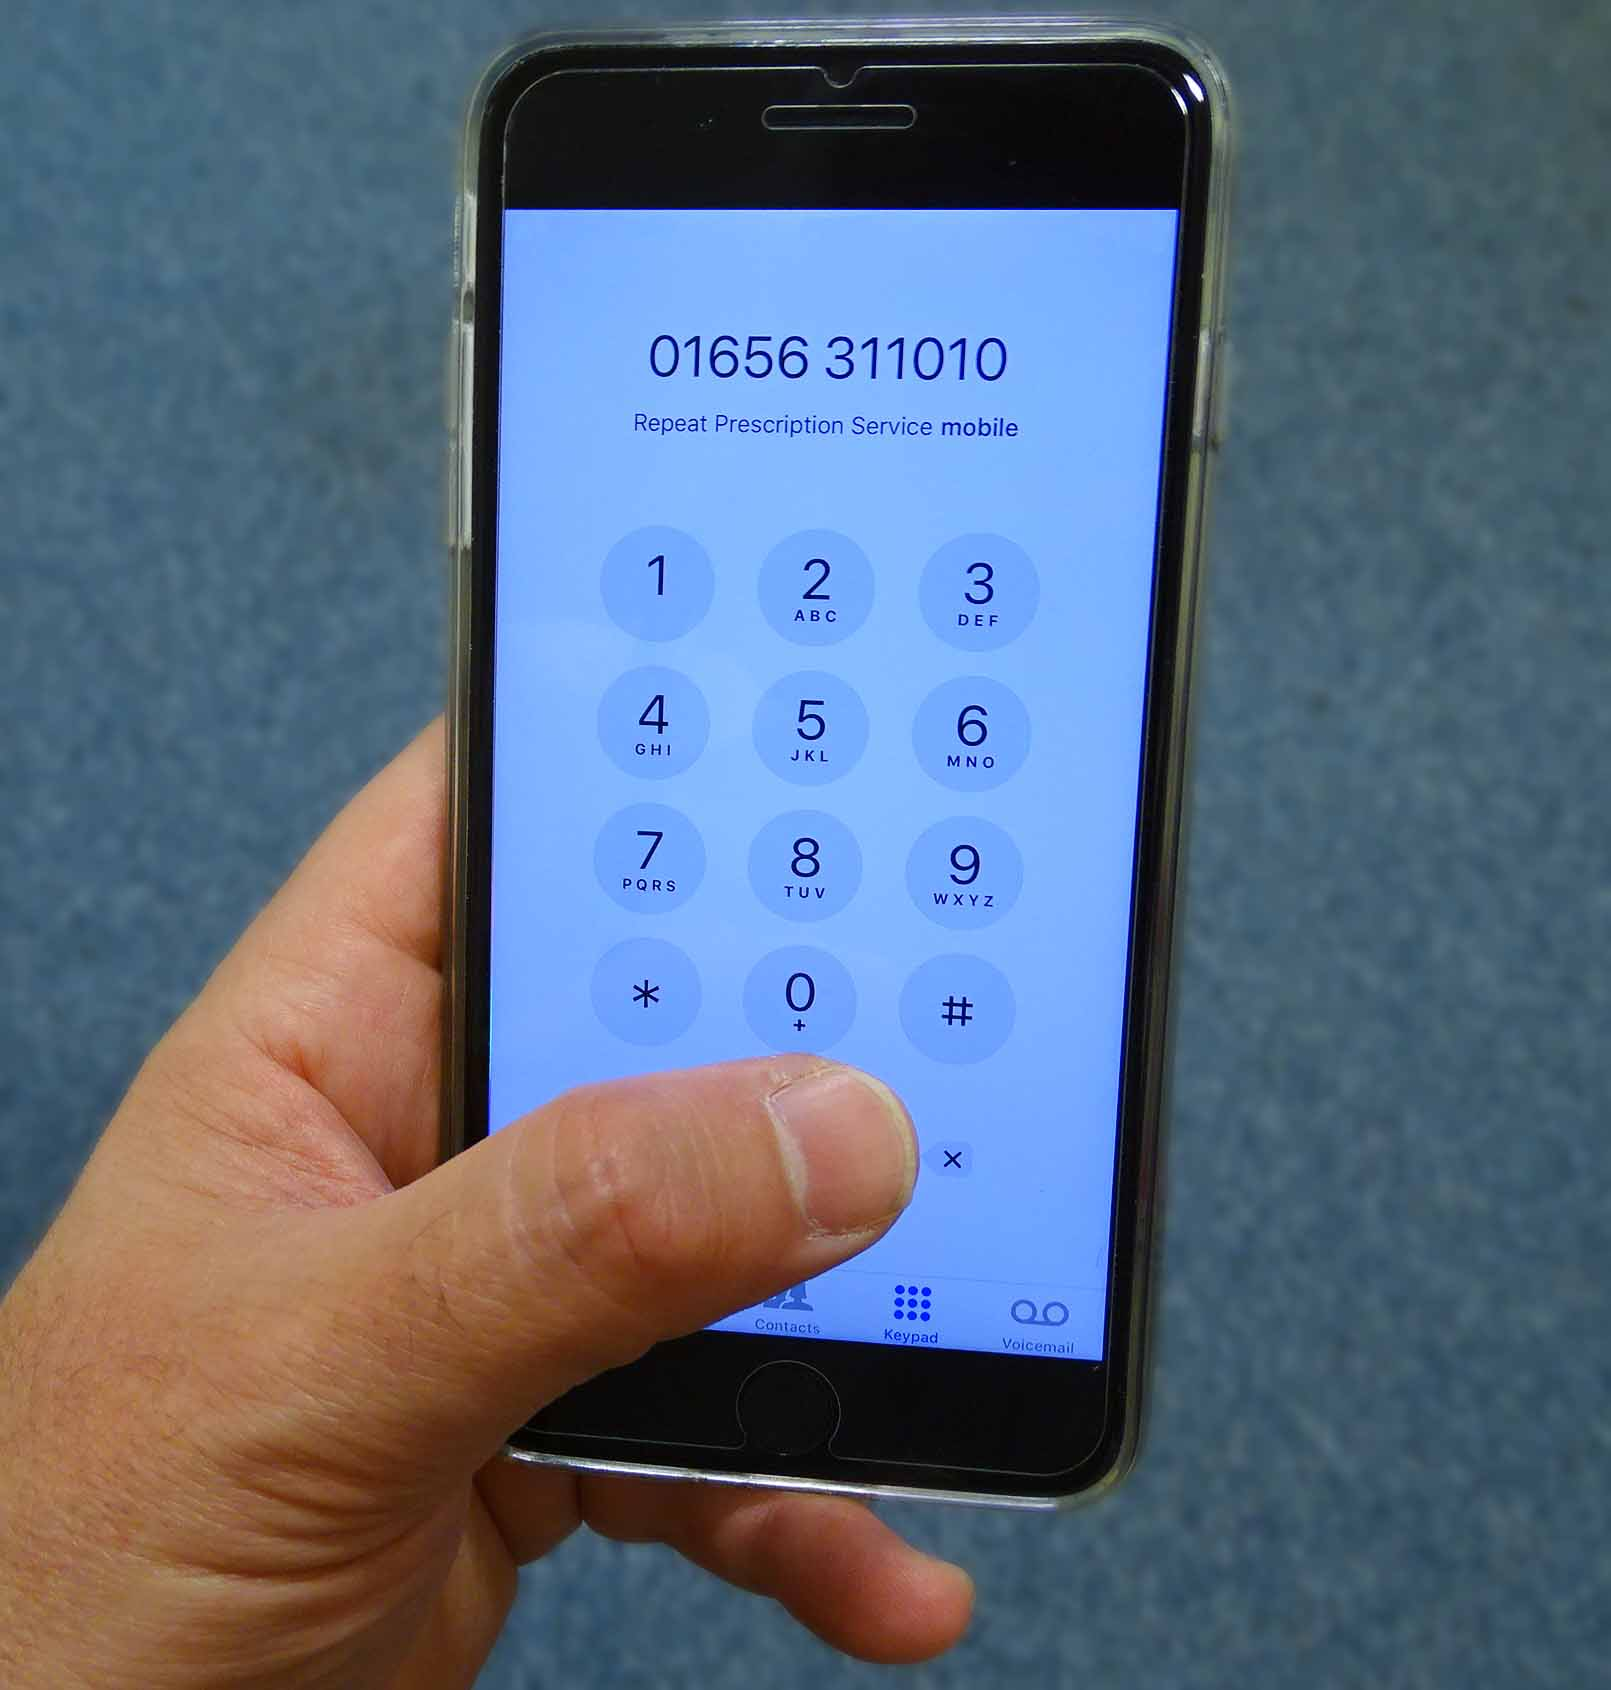 01656 311010
Repeat Prescription Service mobile
1 2 3
ABC DEF
4 5 6
GHI JKL MNO
7 8 9
PQRS TUV WXYZ
* 0 #
+
×
Contacts Keypad Voicemail